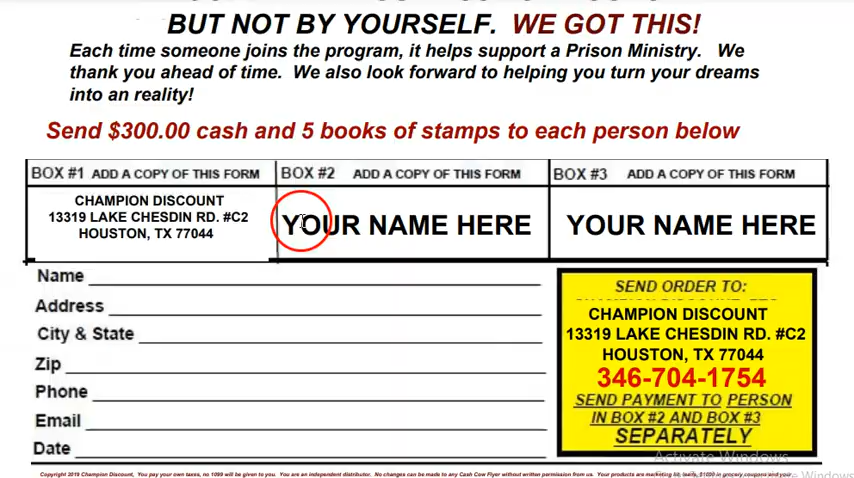 BUT NOT BY YOURSELF. WE GOT THIS!
Each time someone joins the program, it helps support a Prison Ministry. We
thank you ahead of time. We also look forward to helping you turn your dreams
into an reality!
Send $300.00 cash and 5 books of stamps to each person below
BOX #1 ADD A COPY OF THIS FORM
BOX #2 ADD A COPY OF THIS FORM
BOX #3 ADD A COPY OF THIS FORM
CHAMPION DISCOUNT
13319 LAKE CHESDIN RD. #C2
HOUSTON, TX 77044
YOUR NAME HERE
YOUR NAME HERE
Name
Address
City & State
Zip
Phone
Email
Date
SEND ORDER TO:
CHAMPION DISCOUNT
13319 LAKE CHESDIN RD. #C2
HOUSTON, TX 77044
346-704-1754
SEND PAYMENT TO PERSON
IN BOX #2 AND BOX #3
SEPARATELY
Activate Windows
Copyright 2019 Champion Discount, You pay your own taxes, no 1099 will be given to you. You are an independent distributor. No changes can be made to any Cash Cow Flyer without written permission from us. Your products are marketing